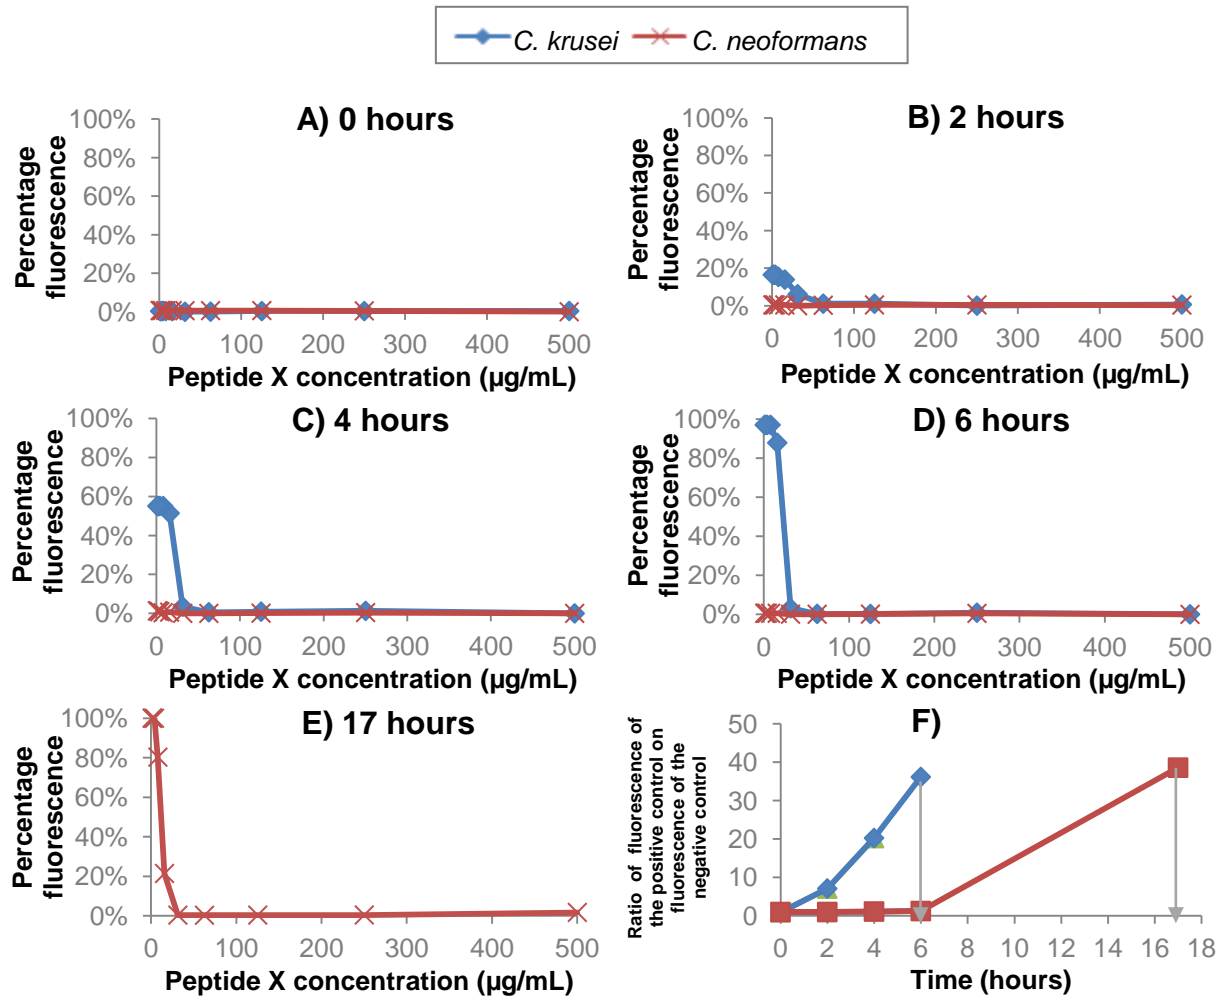 C. krusei C. neoformans
A) 0 hours
Percentage
fluorescence
100%
80%
60%
40%
20%
0%
0 100 200 300 400 500
Peptide X concentration (µg/mL)
B) 2 hours
Percentage
fluorescence
100%
80%
60%
40%
20%
0%
0 100 200 300 400 500
Peptide X concentration (µg/mL)
C) 4 hours
Percentage
fluorescence
100%
80%
60%
40%
20%
0%
0 100 200 300 400 500
Peptide X concentration (µg/mL)
D) 6 hours
Percentage
fluorescence
100%
80%
60%
40%
20%
0%
0 100 200 300 400 500
Peptide X concentration (µg/mL)
E) 17 hours
Percentage
fluorescence
100%
80%
60%
40%
20%
0%
0 100 200 300 400 500
Peptide X concentration (µg/mL)
F)
Ratio of fluorescence of
the positive control on
fluorescence of the
negative control
50
40
30
20
10
0
0 2 4 6 8 10 12 14 16 18
Time (hours)